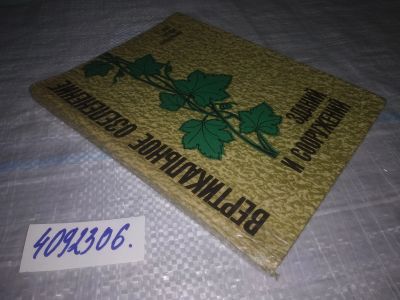 ВЕРТИКАЛЬНОЕ ОЗЕЛЕНЕНИЕ
ЗДАНИЙ
И СООРУЖЕНИЙ
4092306.